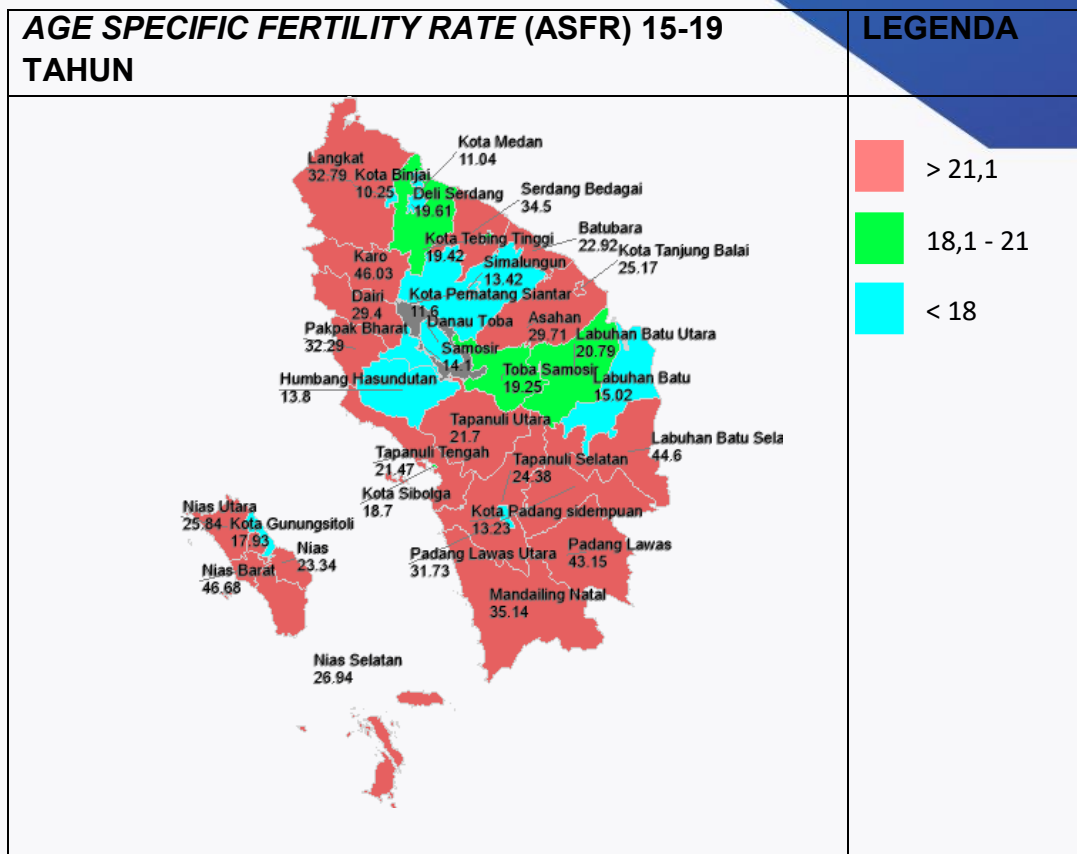 AGE SPECIFIC FERTILITY RATE (ASFR) 15-19
TAHUN
LEGENDA
> 21,1
18,1 - 21
< 18
Kota Medan
11.04
Langkat
32.79
Kota Binjai
10.25
Deli Serdang
19.61
Serdang Bedagai
34.5
Batubara
22.92
Kota Tebing Tinggi
19.42
Kota Tanjung Balai
25.17
Simalungun
13.42
Karo
46.03
Dairi
29.4
Kota Pematang Siantar
11.6
Danau Toba
Asahan
29.71
Pakpak Bharat
32.29
Labuhan Batu Utara
20.79
Samosir
14.1
Toba Samosir
19.25
Humbang Hasundutan
13.8
Labuhan Batu
15.02
Tapanuli Utara
21.7
Labuhan Batu Sela
44.6
Tapanuli Tengah
21.47
Tapanuli Selatan
24.38
Kota Sibolga
18.7
Nias Utara
25.84
Kota Gunungsitoli
17.93
Kota Padang sidempuan
13.23
Nias
23.34
Padang Lawas Utara
31.73
Padang Lawas
43.15
Nias Barat
46.68
Mandailing Natal
35.14
Nias Selatan
26.94